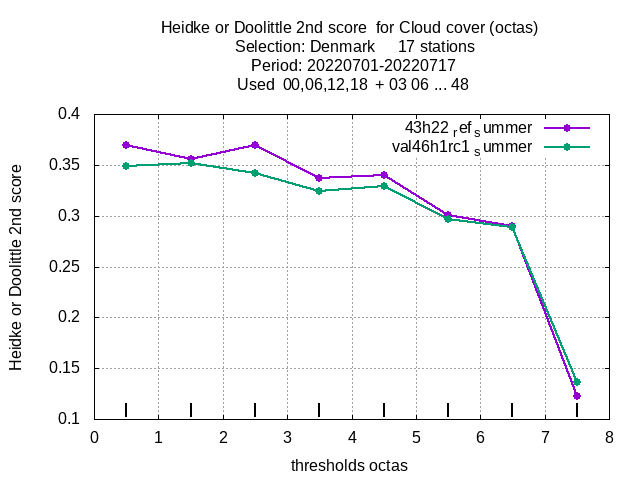 Heidke or Doolittle 2nd score  for Cloud cover (octas)
Selection: Denmark     17 stations
Period: 20220701-20220717
Used  00,06,12,18  + 03 06 ... 48
43h22 ref summer
val46h1rc1 summer
Heidke or Doolittle 2nd score
0.4
0.35
0.3
0.25
0.2
0.15
0.1
0 1 2 3 4 5 6 7 8
thresholds octas